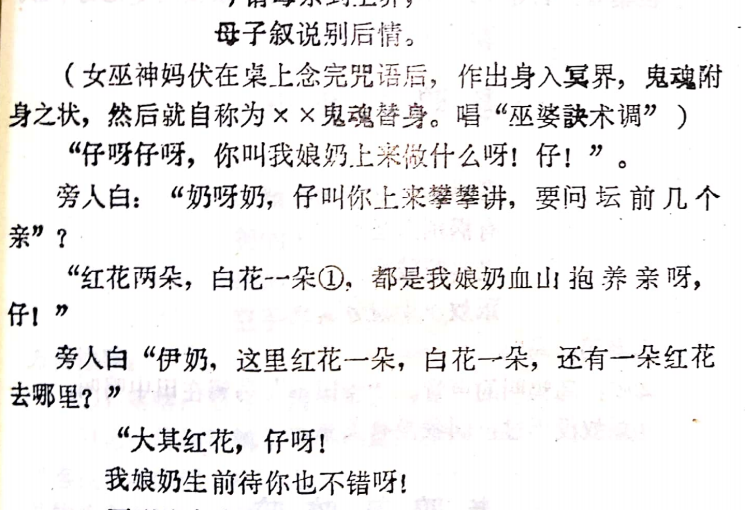 母子叙说别后情。
（女巫神妈伏在桌上念完咒语后，作出身入冥界，鬼魂附
身之状，然后就自称为××鬼魂替身。唱“巫婆訣术调”）
“仔呀仔呀，你叫我娘奶上来做什么呀！仔！”。
旁人白：“奶呀奶，仔叫你上来攀攀讲，要问坛前几个
亲”？
“红花两朵，白花一朵①，都是我娘奶血山抱养亲呀，
仔！”
旁人白“伊奶，这里红花一朵，白花一朵，还有一朵红花
去哪里？”
“大其红花，仔呀！
我娘奶生前待你也不错呀！